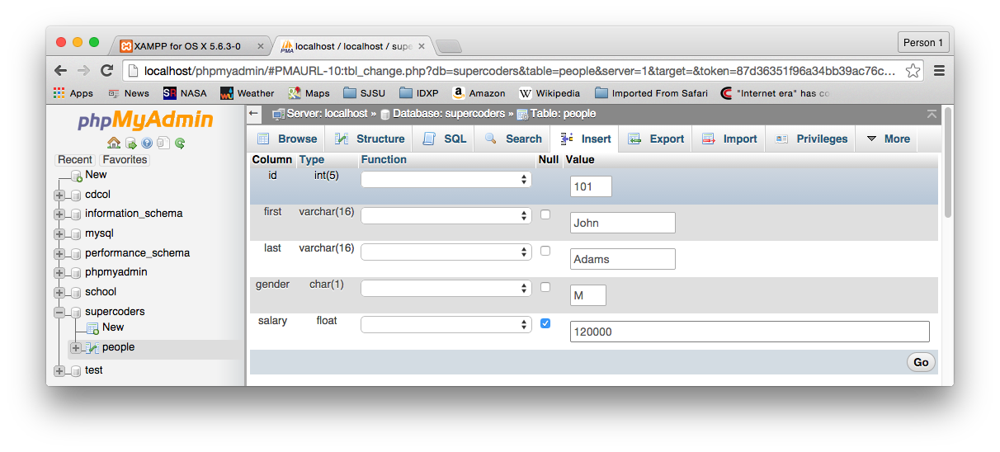 Person 1
XAMPP for OS X 5.6.3-0 ×
PMA localhost / localhost / supe ×
localhost/phpmyadmin/#PMAURL-10:tbl_change.php?db=supercoders&table=people&server=1&target=&token=87d36351f96a34bb39ac76c...
Apps News SR NASA Weather Maps SJSU IDXP a Amazon W Wikipedia Imported From Safari "Internet era" has co
phpMyAdmin
Recent Favorites
New
cdcol
information_schema
mysql
performance_schema
phpmyadmin
school
supercoders
New
people
test
Server: localhost » Database: supercoders » Table: people
Browse Structure SQL Search Insert Export Import Privileges More
Column Type Function Null Value
id int(5) 101
first varchar(16) John
last varchar(16) Adams
gender char(1) M
salary float 120000
Go